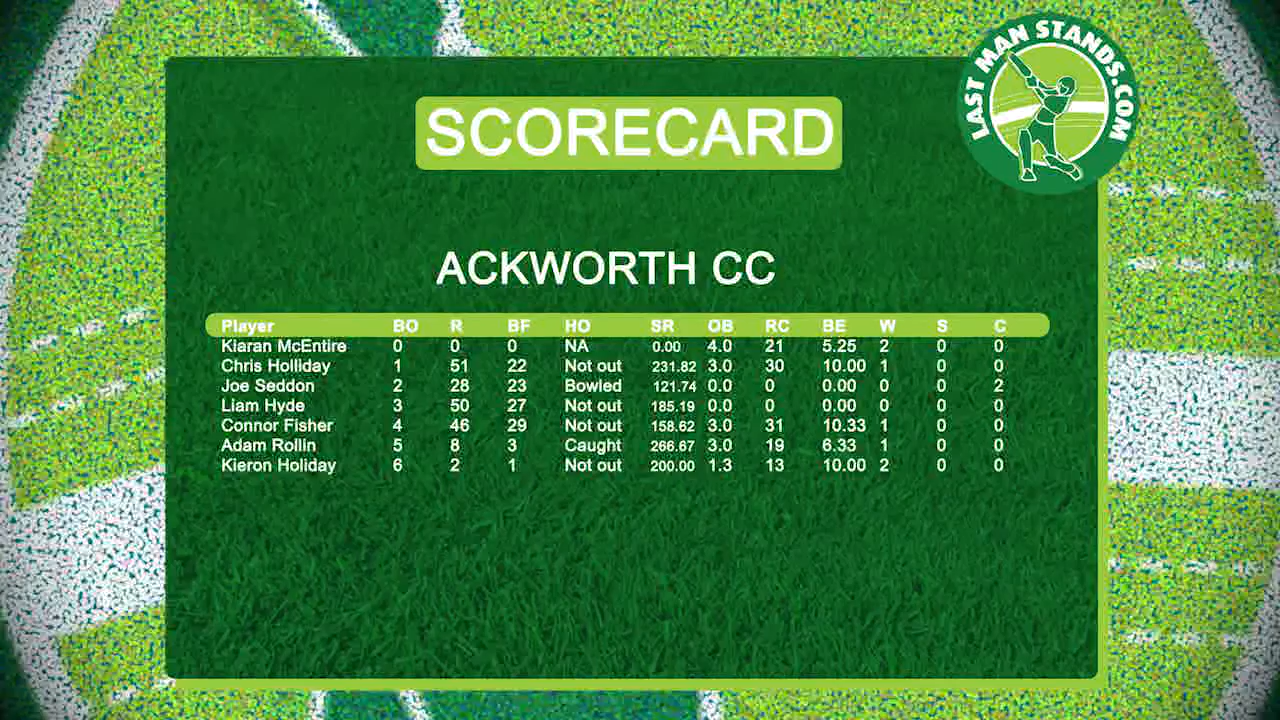 LAST MAN STANDS.COM
SCORECARD
ACKWORTH CC
Player BO R BF HO SR OB RC BE W S C
Kiaran McEntire 0 0 0 NA 0.00 4.0 21 5.25 2 0 0
Chris Holliday 1 51 22 Not out 231.82 3.0 30 10.00 1 0 0
Joe Seddon 2 28 23 Bowled 121.74 0.0 0 0.00 0 0 2
Liam Hyde 3 50 27 Not out 185.19 0.0 0 0.00 0 0 0
Connor Fisher 4 46 29 Not out 158.62 3.0 31 10.33 1 0 0
Adam Rollin 5 8 3 Caught 266.67 3.0 19 6.33 1 0 0
Kieron Holiday 6 2 1 Not out 200.00 1.3 13 10.00 2 0 0